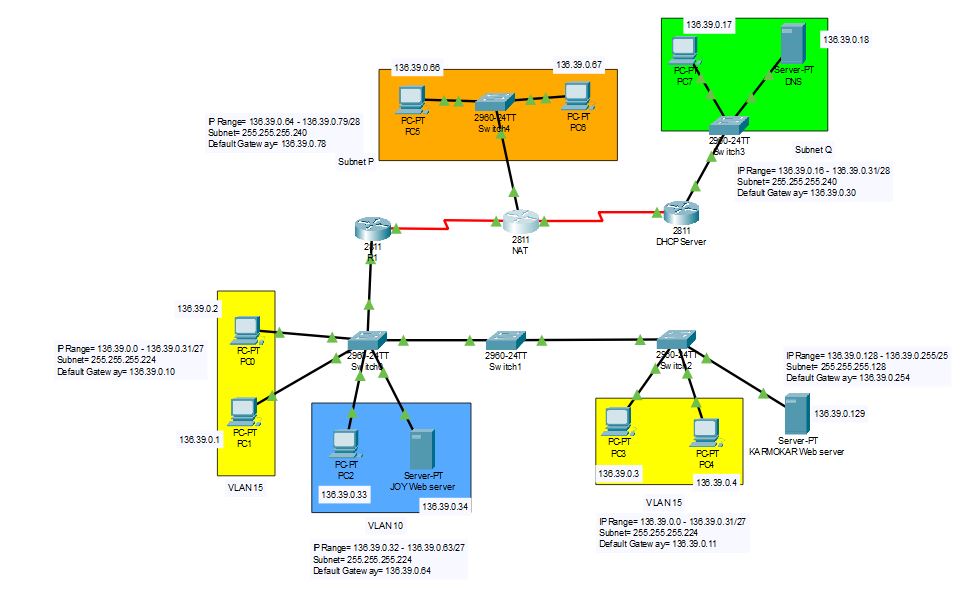 136.39.0.17
136.39.0.18
PC-PT
PC7
Server-PT
DNS
136.39.0.66
136.39.0.67
PC-PT
PC5
2960-24TT
Switch4
PC-PT
PC6
IP Range= 136.39.0.64 - 136.39.0.79/28
Subnet= 255.255.255.240
Default Gateway= 136.39.0.78
Subnet P
2960-24TT
Switch3
Subnet Q
IP Range= 136.39.0.16 - 136.39.0.31/28
Subnet= 255.255.255.240
Default Gateway= 136.39.0.30
2811
R1
2811
NAT
2811
DHCP Server
136.39.0.2
PC-PT
PC0
IP Range= 136.39.0.0 - 136.39.0.31/27
Subnet= 255.255.255.224
Default Gateway= 136.39.0.10
136.39.0.1
PC-PT
PC1
VLAN 15
2960-24TT
Switch0
2960-24TT
Switch1
2960-24TT
Switch2
IP Range= 136.39.0.128 - 136.39.0.255/25
Subnet= 255.255.255.128
Default Gateway= 136.39.0.254
136.39.0.129
Server-PT
KARMOKAR Web server
PC-PT
PC2
Server-PT
JOY Web server
136.39.0.33
136.39.0.34
VLAN 10
IP Range= 136.39.0.32 - 136.39.0.63/27
Subnet= 255.255.255.224
Default Gateway= 136.39.0.64
PC-PT
PC3
PC-PT
PC4
136.39.0.3
136.39.0.4
VLAN 15
IP Range= 136.39.0.0 - 136.39.0.31/27
Subnet= 255.255.255.224
Default Gateway= 136.39.0.11